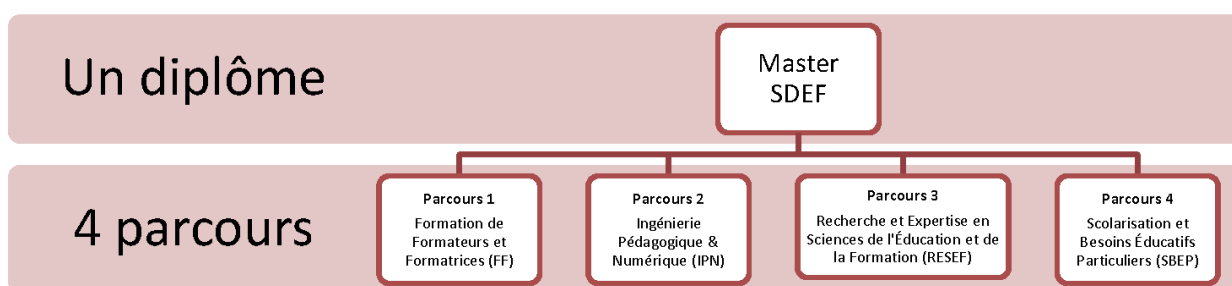 Un diplôme
Master
SDEF
4 parcours
Parcours 1
Formation de
Formateurs et
Formatrices (FF)
Parcours 2
Ingénierie
Pédagogique &
Numérique (IPN)
Parcours 3
Recherche et Expertise en
Sciences de l'Éducation et de
la Formation (RESEF)
Parcours 4
Scolarisation et
Besoins Éducatifs
Particuliers (SBEP)